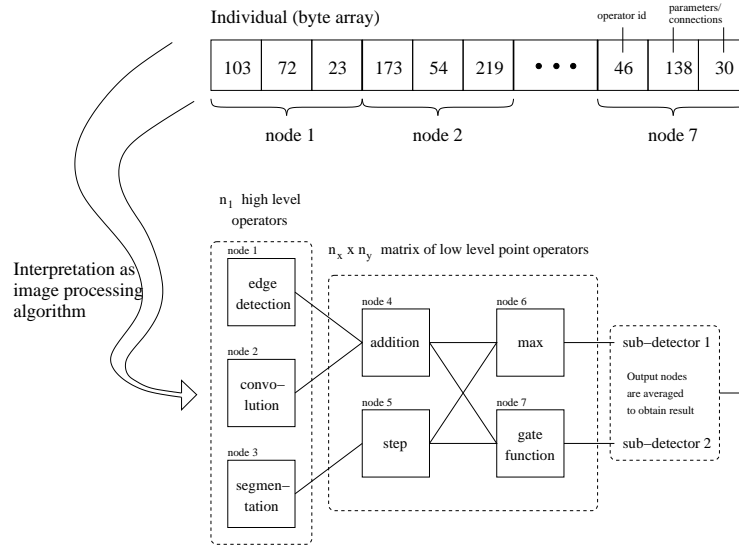 Individual (byte array)
operator id
parameters/
connections
103 72 23 173 54 219 • • • 46 138 30
node 1 node 2 node 7
n1 high level
operators
nx x ny matrix of low level point operators
Interpretation as
image processing
algorithm
node 1
edge
detection
node 2
convo–
lution
node 3
segmen–
tation
node 4
addition
node 5
step
node 6
max
node 7
gate
function
sub–detector 1
Output nodes
are averaged
to obtain result
sub–detector 2